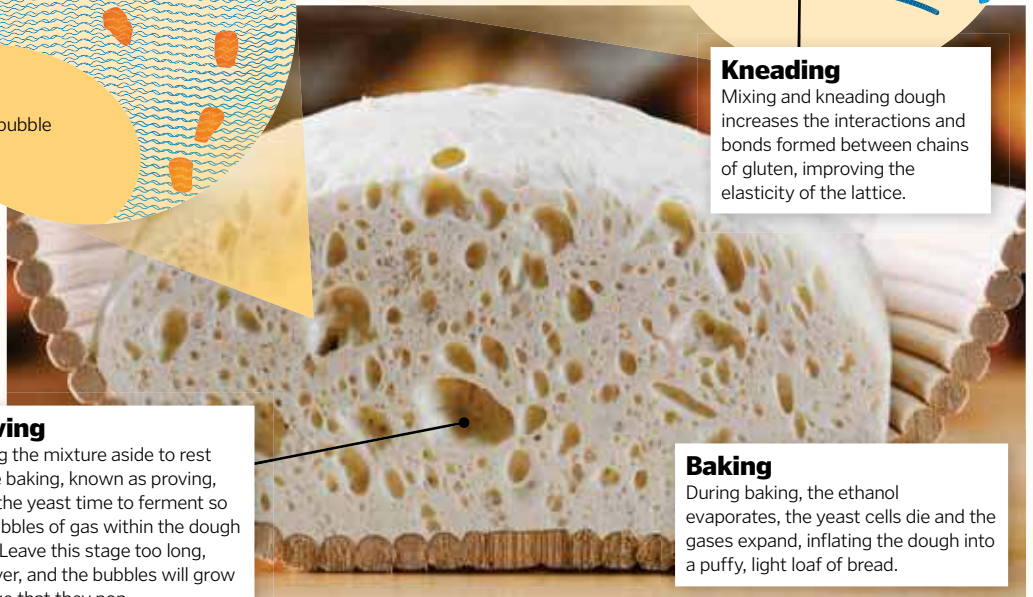 bubble
Kneading
Mixing and kneading dough
increases the interactions and
bonds formed between chains
of gluten, improving the
elasticity of the lattice.
the mixture aside to rest
baking, known as proving,
the yeast time to ferment so
of gas within the dough
Leave this stage too long,
and the bubbles will grow
that they pop
Baking
During baking, the ethanol
evaporates, the yeast cells die and the
gases expand, inflating the dough into
a puffy, light loaf of bread.